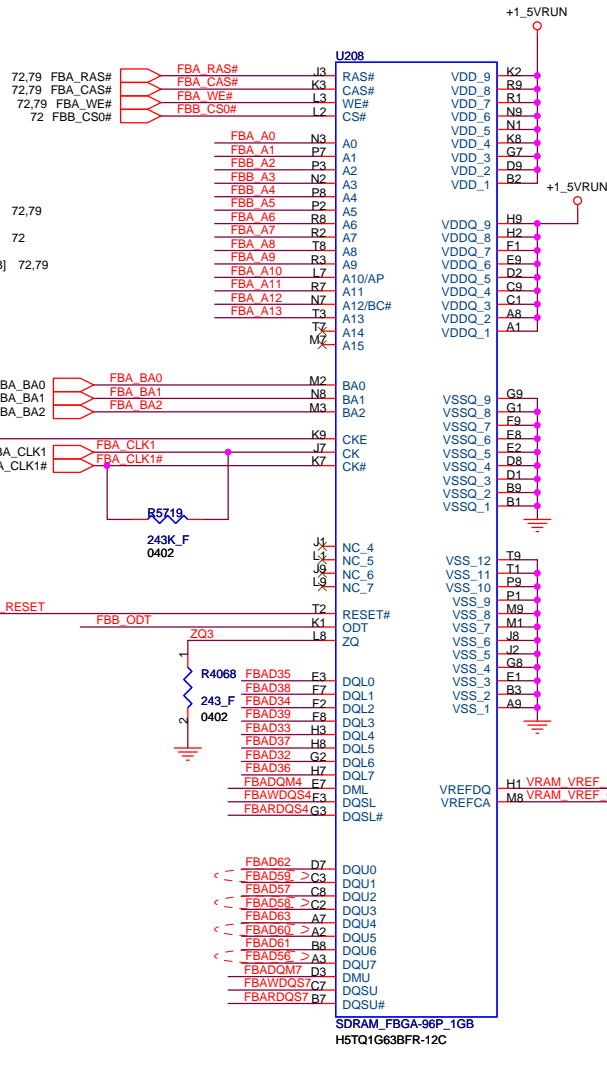 +1_5VRUN
U208
72,79 FBA_RAS# FBA_RAS# J3 RAS# VDD_9 K2
72,79 FBA_CAS# FBA_CAS# K3 CAS# VDD_8 R9
72,79 FBA_WE# FBA_WE# L3 WE# VDD_7 R1
72 FBB_CS0# FBB_CS0# L2 CS# VDD_6 N9
VDD_5 N1
FBA_A0 N3 A0 VDD_4 K8
FBA_A1 P7 A1 VDD_3 G7
FBB_A2 P3 A2 VDD_2 D9
FBB_A3 N2 A3 VDD_1 B2
+1_5VRUN
FBB_A4 P8 A4
72,79 FBB_A5 P2 A5
FBA_A6 R8 A6 VDDQ_9 H9
72 FBA_A7 R2 A7 VDDQ_8 H2
FBA_A8 T8 A8 VDDQ_7 F1
] 72,79 FBA_A9 R3 A9 VDDQ_6 E9
FBA_A10 L7 A10/AP VDDQ_5 D2
FBA_A11 R7 A11 VDDQ_4 C9
FBA_A12 N7 A12/BC# VDDQ_3 C1
FBA_A13 T3 A13 VDDQ_2 A8
T7 A14 VDDQ_1 A1
M7 A15
BA_BA0 FBA_BA0 M2 BA0
BA_BA1 FBA_BA1 N8 BA1 VSSQ_9 G9
BA_BA2 FBA_BA2 M3 BA2 VSSQ_8 G1
VSSQ_7 F9
K9 CKE VSSQ_6 E8
BA_CLK1 FBA_CLK1 J7 CK VSSQ_5 E2
A_CLK1# FBA_CLK1# K7 CK# VSSQ_4 D8
VSSQ_3 D1
VSSQ_2 B9
VSSQ_1 B1
R5719
243K_F
0402
J1 NC_4
L1 NC_5 VSS_12 T9
J9 NC_6 VSS_11 T1
L9 NC_7 VSS_10 P9
VSS_9 P1
_RESET T2 RESET# VSS_8 M9
FBB_ODT K1 ODT VSS_7 M1
ZQ3 L8 ZQ VSS_6 J8
VSS_5 J2
1 VSS_4 G8
R4068 FBAD35 E3 DQL0 VSS_3 E1
FBAD38 F7 DQL1 VSS_2 B3
243_F FBAD34 F2 DQL2 VSS_1 A9
0402 FBAD39 F8 DQL3
2 FBAD33 H3 DQL4
FBAD37 H8 DQL5
FBAD32 G2 DQL6
FBAD36 H7 DQL7
FBADQM4 E7 DML VREFDQ H1 VRAM_VREF_
FBAWDQS4 F3 DQSL VREFCA M8 VRAM_VREF_
FBARDQS4 G3 DQSL#
FBAD62 D7 DQU0
FBAD59 C3 DQU1
FBAD57 C8 DQU2
FBAD58 C2 DQU3
FBAD63 A7 DQU4
FBAD60 A2 DQU5
FBAD61 B8 DQU6
FBAD56 A3 DQU7
FBADQM7 D3 DMU
FBAWDQS7 C7 DQSU
FBARDQS7 B7 DQSU#
SDRAM_FBGA-96P_1GB
H5TQ1G63BFR-12C